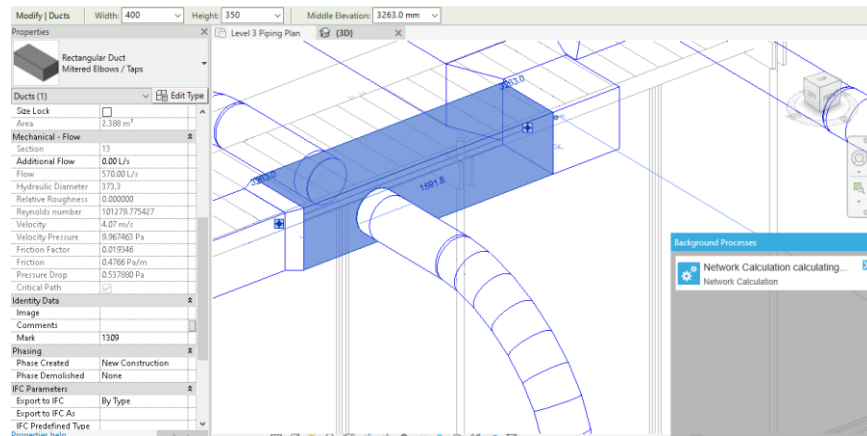 Modify | Ducts Width: 400 Height: 350 Middle Elevation: 3263.0 mm
Properties
Level 3 Piping Plan {3D}
Rectangular Duct
Mitered Elbows / Taps
Ducts (1) Edit Type
Size Lock
Area 2.388 m²
Mechanical - Flow
Section 13
Additional Flow 0.00 L/s
Flow 570.00 L/s
Hydraulic Diameter 373.3
Relative Roughness 0.000000
Reynolds number 101279.775427
Velocity 4.07 m/s
Velocity Pressure 9.967463 Pa
Friction Factor 0.019346
Friction 0.4766 Pa/m
Pressure Drop 0.537880 Pa
Critical Path
Identity Data
Image
Comments
Mark 1309
Phasing
Phase Created New Construction
Phase Demolished None
IFC Parameters
Export to IFC By Type
Export to IFC As
IFC Predefined Type
Properties help
3263.0
3263.0
1591.8
TOP
Background Processes
Network Calculation calculating...
Network Calculation